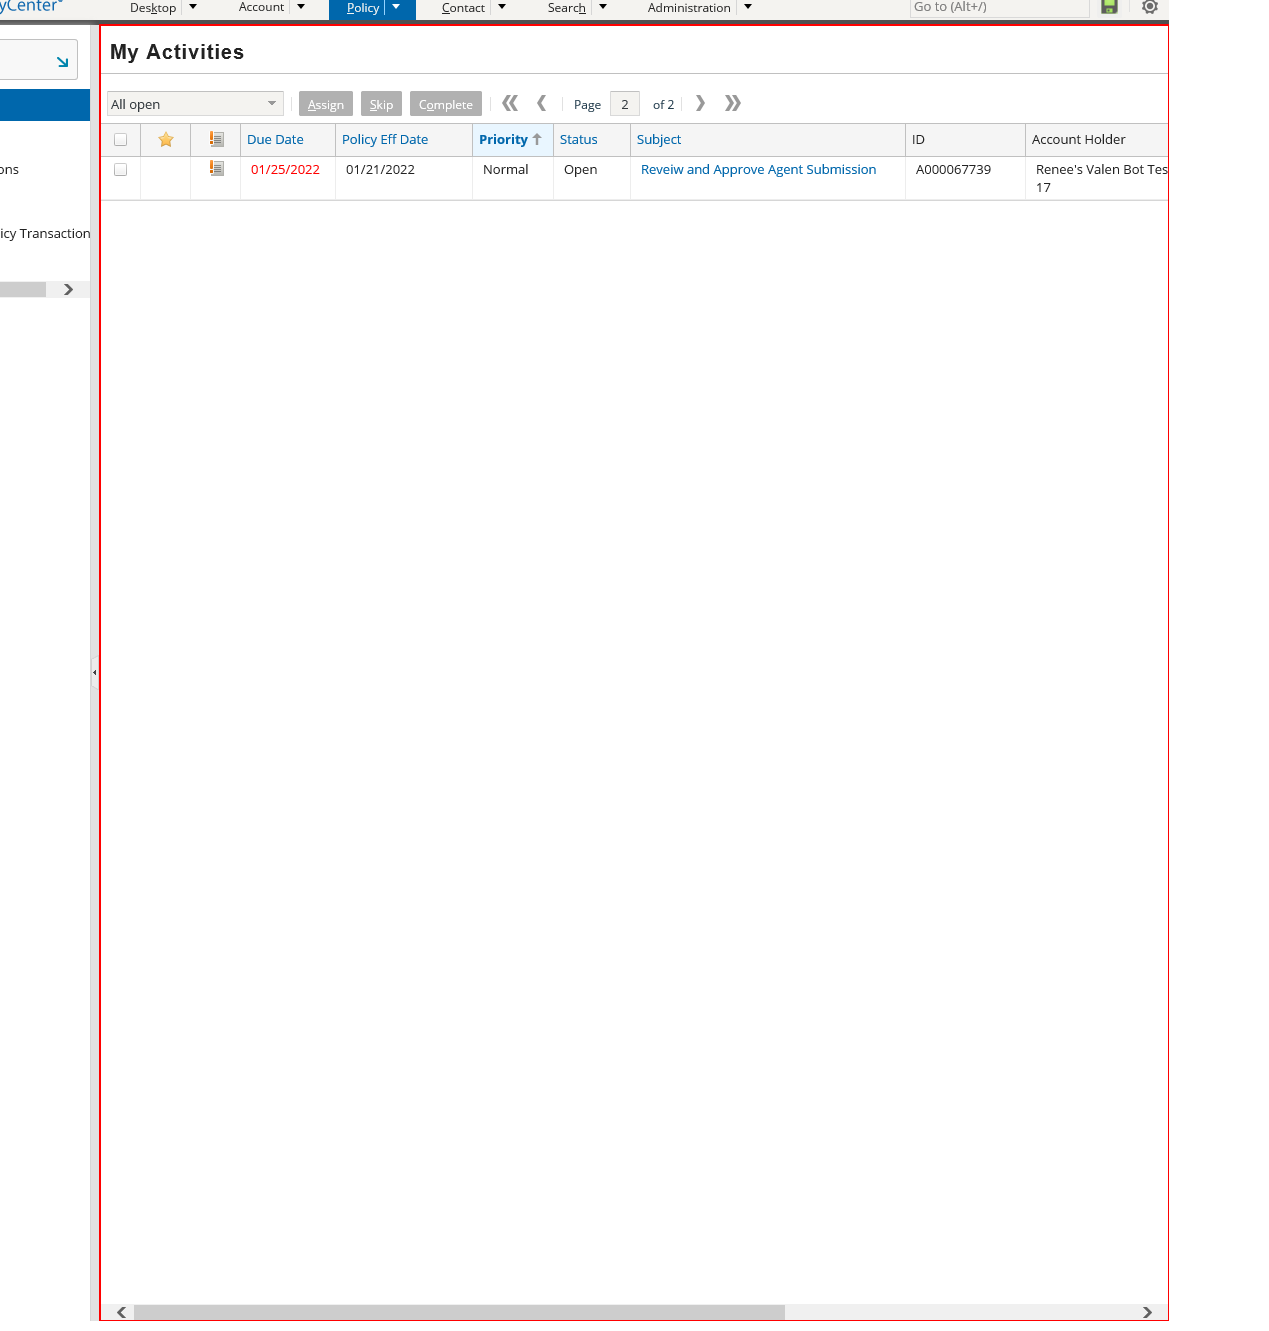 yCenter
Desktop Account Policy Contact Search Administration Go to (Alt+/)
My Activities
All open Assign Skip Complete Page 2 of 2
Due Date Policy Eff Date Priority Status Subject ID Account Holder
01/25/2022 01/21/2022 Normal Open Reveiw and Approve Agent Submission A000067739 Renee's Valen Bot Tes
17
ons
icy Transaction